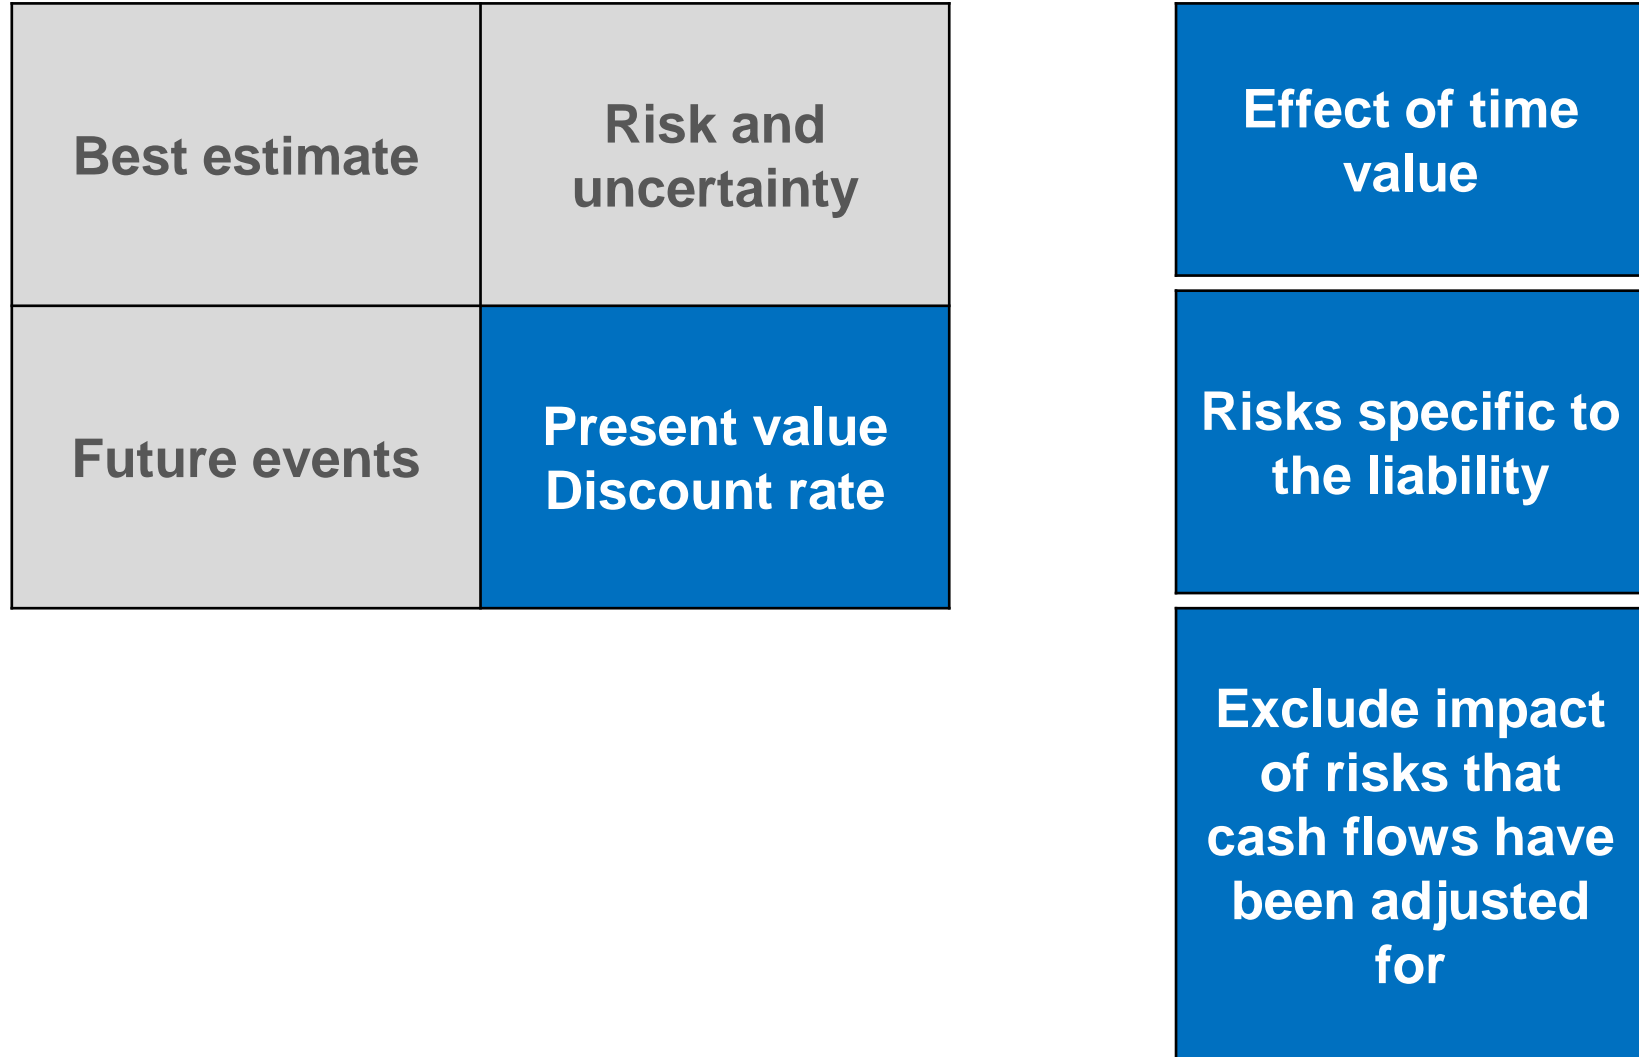 Best estimate
Risk and
uncertainty
Future events
Present value
Discount rate
Effect of time
value
Risks specific to
the liability
Exclude impact
of risks that
cash flows have
been adjusted
for